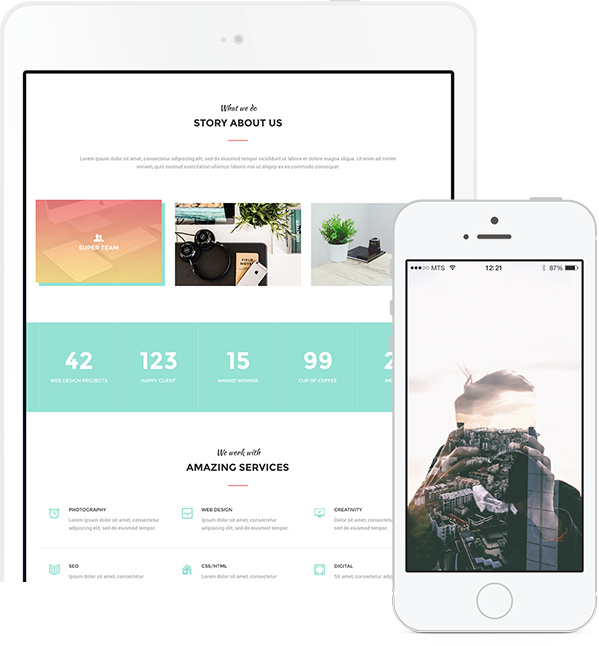 What we do
STORY ABOUT US
Lorem ipsum dolor sit amet, consectetur adipiscing elit, sed do eiusmod tempor incididunt ut labore et dolore magna aliqua. Ut enim ad minim
veniam, quis nostrud exercitation ullamco laboris nisi ut aliquip ex ea commodo consequat.
SUPER TEAM
FIELD NOTES
42
WEB DESIGN PROJECTS
123
HAPPY CLIENT
15
AWARD WINNER
99
CUP OF COFFEE
2
ME
We work with
AMAZING SERVICES
PHOTOGRAPHY
Lorem ipsum dolor sit amet, consectetur
adipiscing elit, sed do eiusmod tempor.
WEB DESIGN
Lorem ipsum dolor sit amet, consectetur
adipiscing elit, sed do eiusmod tempor.
CREATIVITY
Lorem ipsum dolor
adipiscing elit, sed
SEO
Ipsum dolor sit amet, consectetur
CSS/HTML
Lorem ipsum dolor sit amet, consectetur
DIGITAL
Sit amet, consectetur adip
MTS
12:21
87%